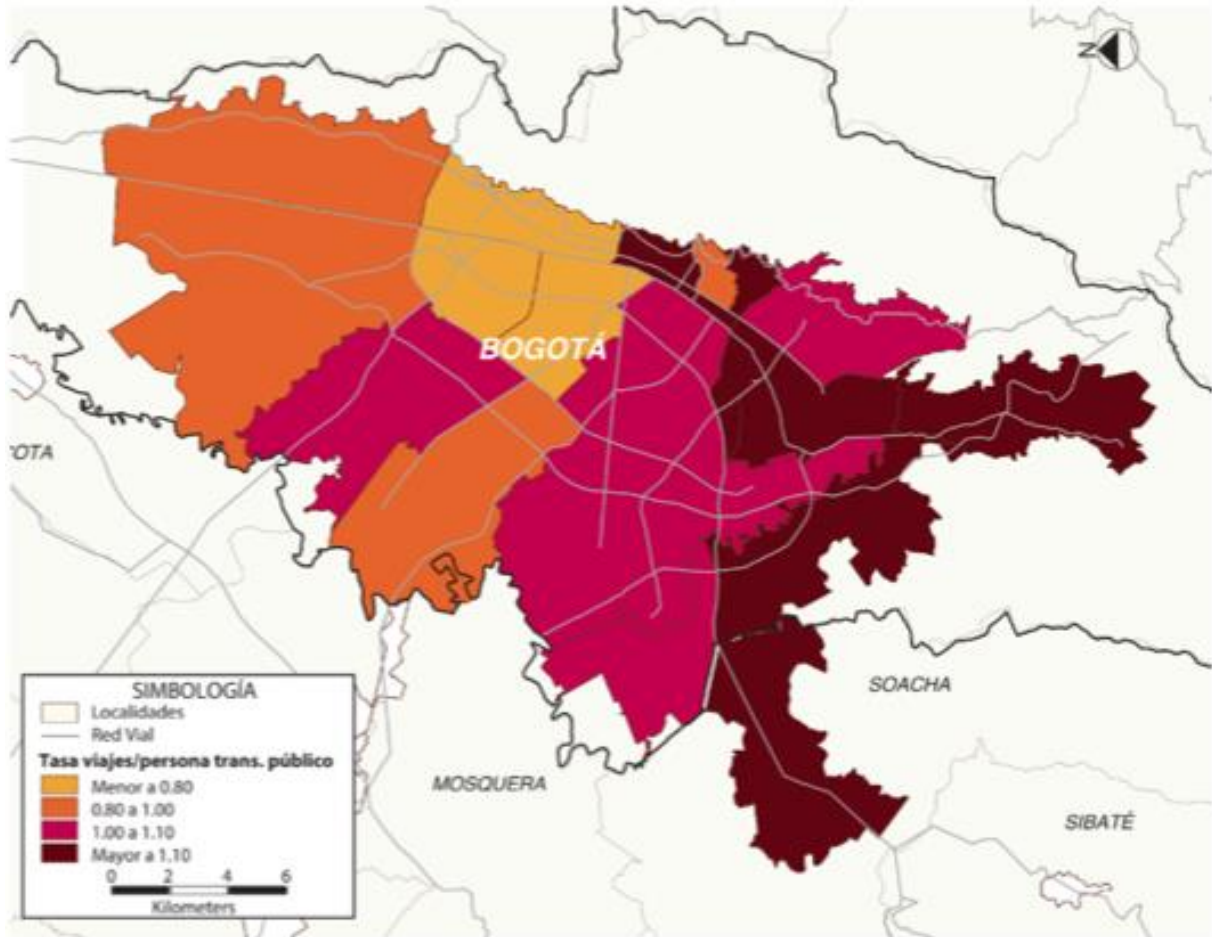 N
BOGOTÁ
OTA
SOACHA
MOSQUERA
SIBATÉ
SIMBOLOGÍA
Localidades
Red Vial
Tasa viajes/persona trans. público
Menor a 0.80
0.80 a 1.00
1.00 a 1.10
Mayor a 1.10
0 2 4 6
Kilometers